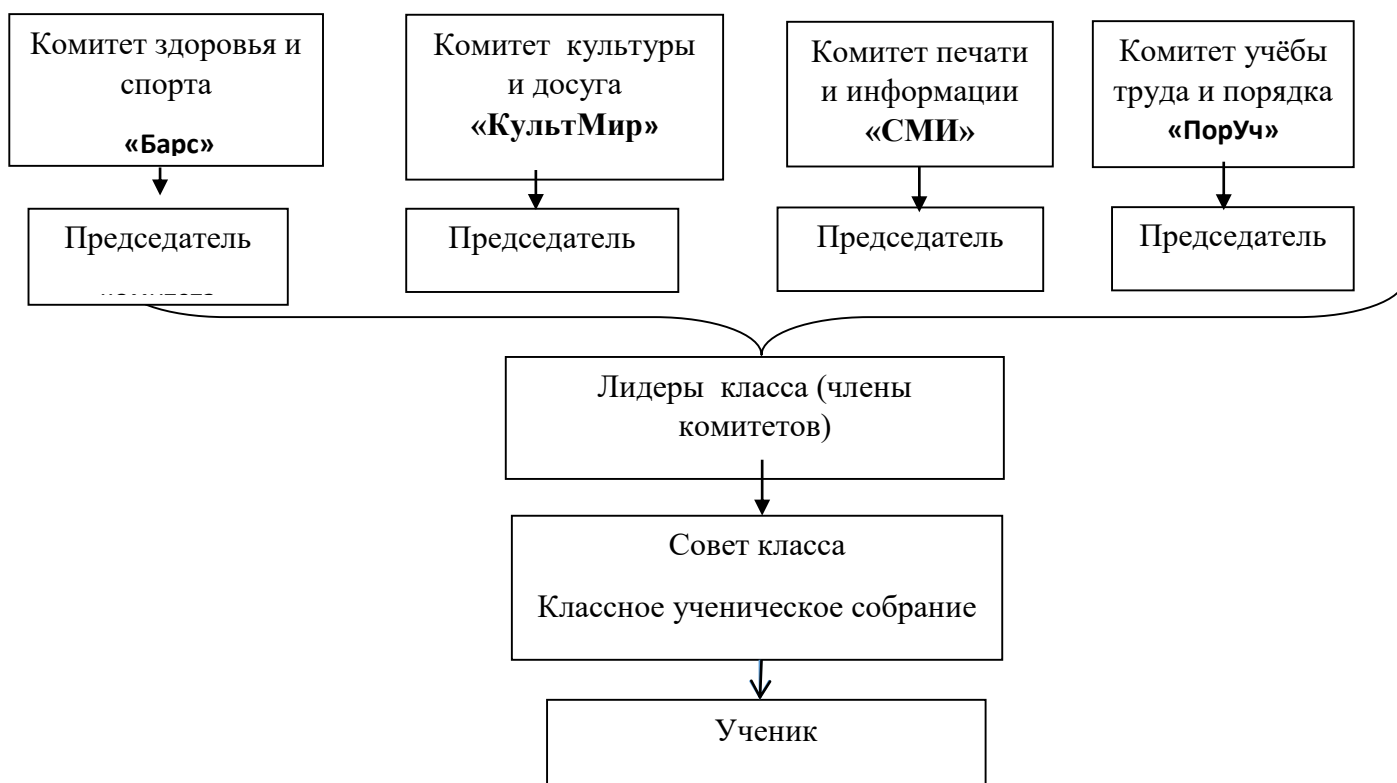 Комитет здоровья и
спорта
«Барс»
Комитет культуры
и досуга
«КультМир»
Комитет печати
и информации
«СМИ»
Комитет учёбы
труда и порядка
«ПорУч»
Председатель
Председатель
Председатель
Председатель
Лидеры класса (члены
комитетов)
Совет класса
Классное ученическое собрание
Ученик